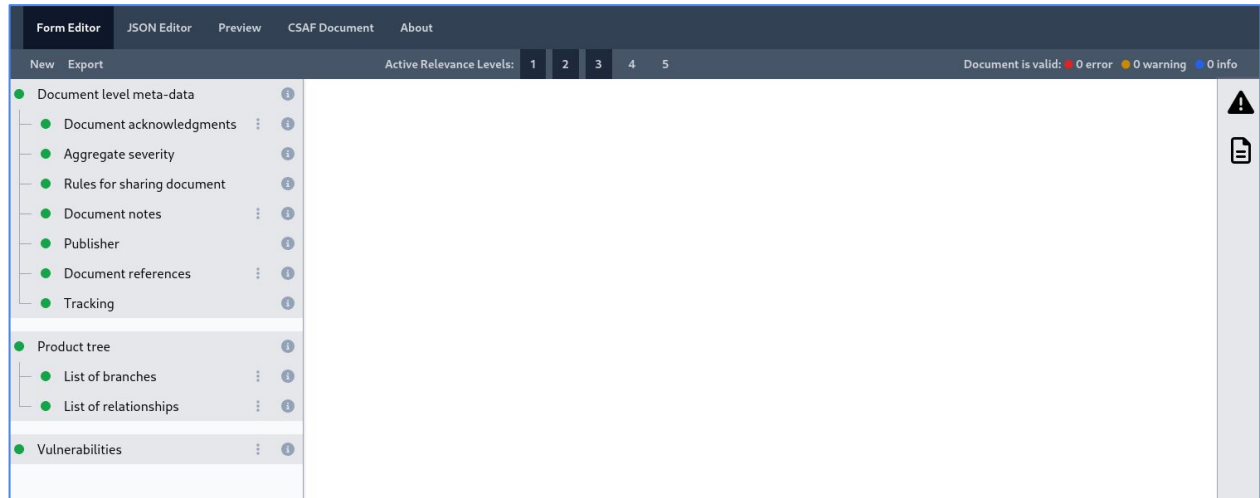 Form Editor JSON Editor Preview CSAF Document About
New Export Active Relevance Levels: 1 2 3 4 5 Document is valid: 0 error 0 warning 0 info
Document level meta-data
Document acknowledgments
Aggregate severity
Rules for sharing document
Document notes
Publisher
Document references
Tracking
Product tree
List of branches
List of relationships
Vulnerabilities